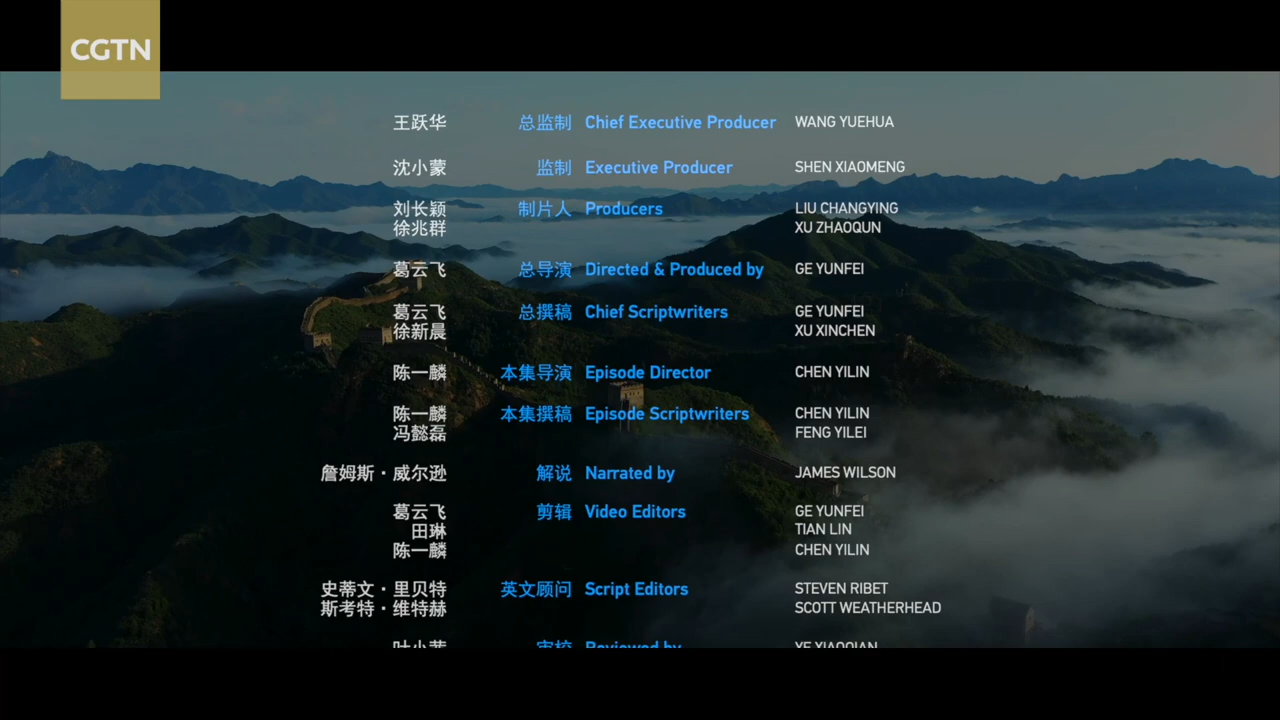 CGTN
王跃华 总监制 Chief Executive Producer WANG YUEHUA
沈小蒙 监制 Executive Producer SHEN XIAOMENG
刘长颖 制片人 Producers LIU CHANGYING
徐兆群 XU ZHAOQUN
葛云飞 总导演 Directed & Produced by GE YUNFEI
葛云飞 总撰稿 Chief Scriptwriters GE YUNFEI
徐新晨 XU XINCHEN
陈一麟 本集导演 Episode Director CHEN YILIN
陈一麟 本集撰稿 Episode Scriptwriters CHEN YILIN
冯懿磊 FENG YILEI
詹姆斯·威尔逊 解说 Narrated by JAMES WILSON
葛云飞 剪辑 Video Editors GE YUNFEI
田琳 TIAN LIN
陈一麟 CHEN YILIN
史蒂文·里贝特 英文顾问 Script Editors STEVEN RIBET
斯考特·维特赫 SCOTT WEATHERHEAD
审校 Reviewed by YE XIAOQIAN